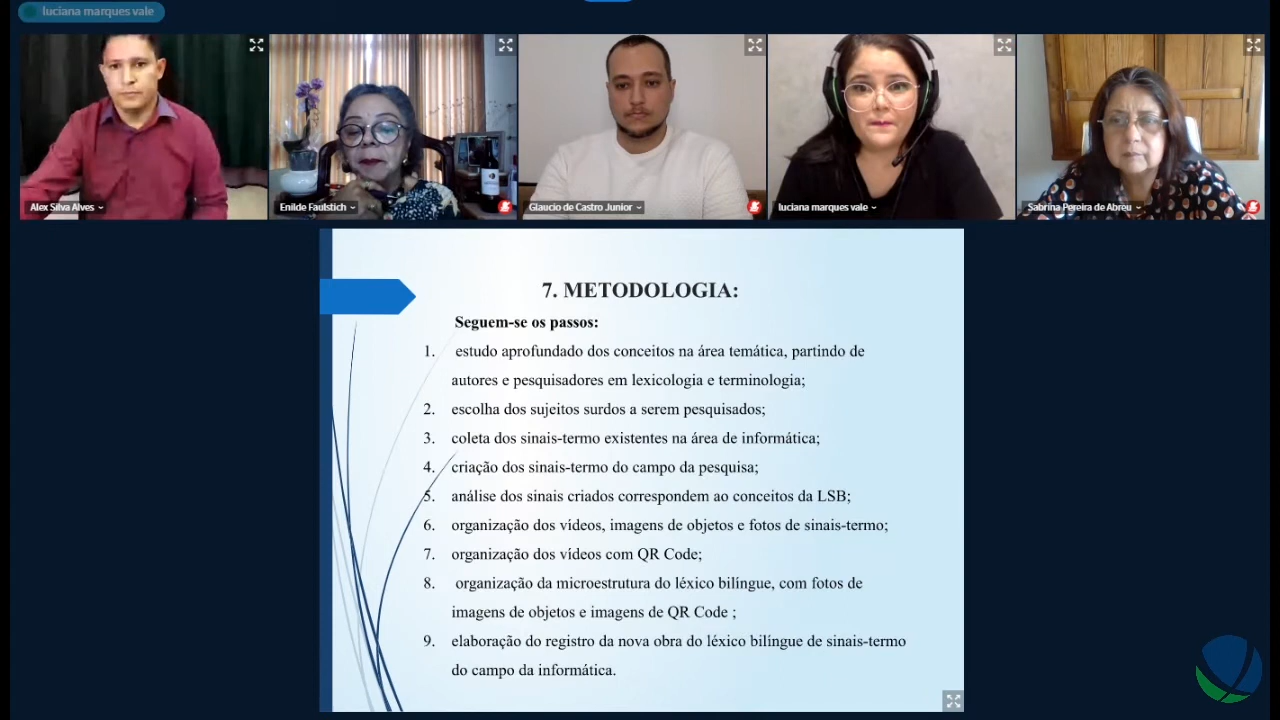 luciana marques vale
Alex Silva Alves
Enilde Faulstich
Glaucio de Castro Junior
luciana marques vale
Sabrina Pereira de Abreu
7. METODOLOGIA:
Seguem-se os passos:
1. estudo aprofundado dos conceitos na área temática, partindo de
autores e pesquisadores em lexicologia e terminologia;
2. escolha dos sujeitos surdos a serem pesquisados;
3. coleta dos sinais-termo existentes na área de informática;
4. criação dos sinais-termo do campo da pesquisa;
5. análise dos sinais criados correspondem ao conceitos da LSB;
6. organização dos vídeos, imagens de objetos e fotos de sinais-termo;
7. organização dos vídeos com QR Code;
8. organização da microestrutura do léxico bilíngue, com fotos de
imagens de objetos e imagens de QR Code ;
9. elaboração do registro da nova obra do léxico bilíngue de sinais-termo
do campo da informática.